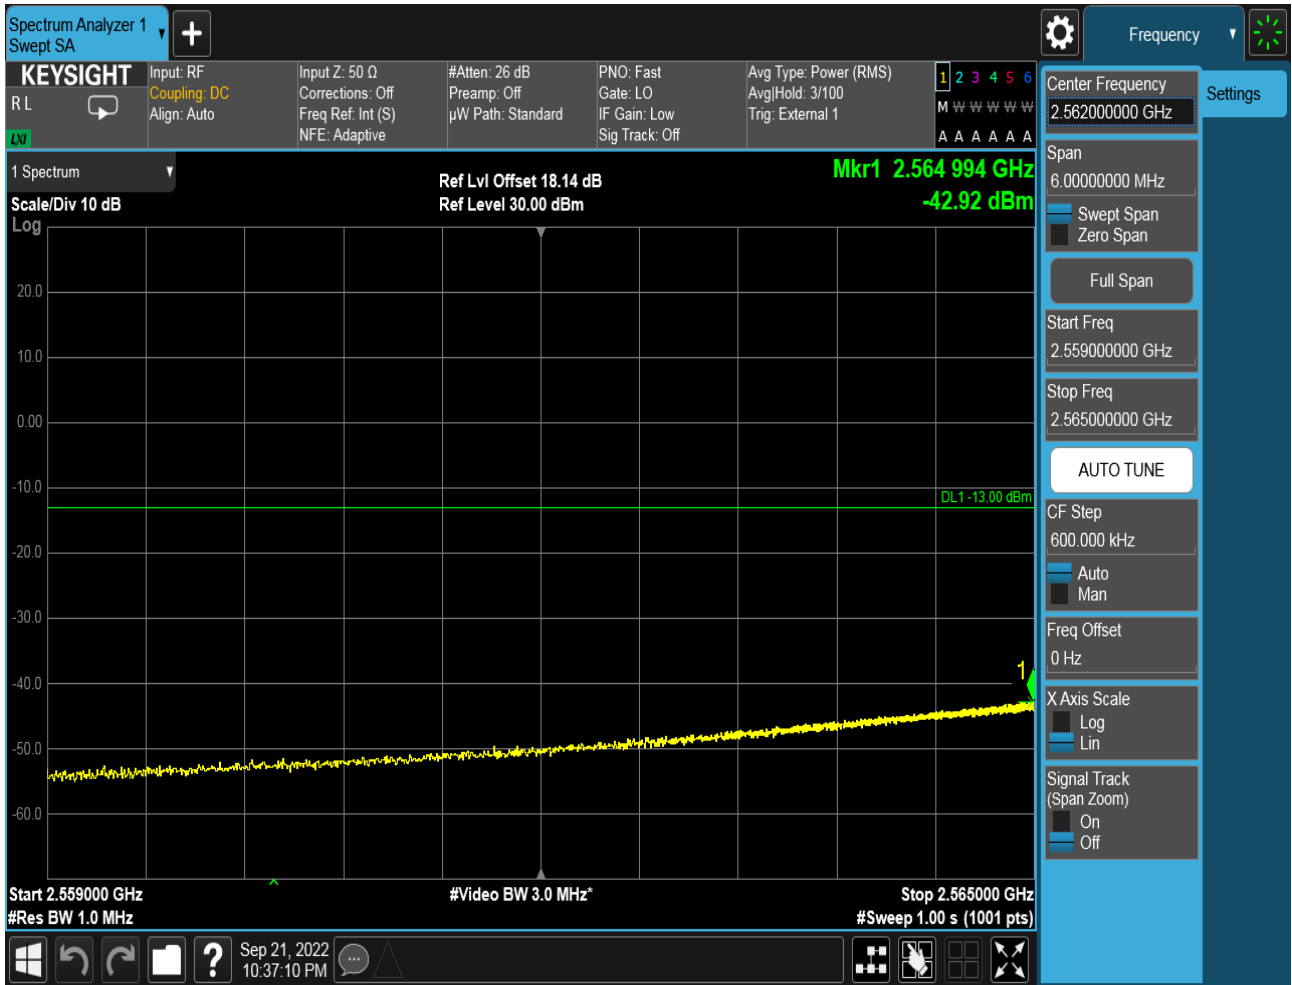 Spectrum Analyzer 1
Swept SA
Frequency
KEYSIGHT
R L
LXI
Input: RF
Coupling: DC
Align: Auto
Input Z: 50 Ω
Corrections: Off
Freq Ref: Int (S)
NFE: Adaptive
#Atten: 26 dB
Preamp: Off
µW Path: Standard
PNO: Fast
Gate: LO
IF Gain: Low
Sig Track: Off
Avg Type: Power (RMS)
Avg|Hold: 3/100
Trig: External 1
1 2 3 4 5 6
M W W W W W
A A A A A A
1 Spectrum
Scale/Div 10 dB
Log
Ref Lvl Offset 18.14 dB
Ref Level 30.00 dBm
Mkr1 2.564 994 GHz
-42.92 dBm
20.0
10.0
0.00
-10.0
DL1 -13.00 dBm
-20.0
-30.0
-40.0
1
-50.0
-60.0
Start 2.559000 GHz
#Res BW 1.0 MHz
#Video BW 3.0 MHz*
Stop 2.565000 GHz
#Sweep 1.00 s (1001 pts)
Center Frequency
2.562000000 GHz
Settings
Span
6.00000000 MHz
Swept Span
Zero Span
Full Span
Start Freq
2.559000000 GHz
Stop Freq
2.565000000 GHz
AUTO TUNE
CF Step
600.000 kHz
Auto
Man
Freq Offset
0 Hz
X Axis Scale
Log
Lin
Signal Track
(Span Zoom)
On
Off
?
Sep 21, 2022
10:37:10 PM